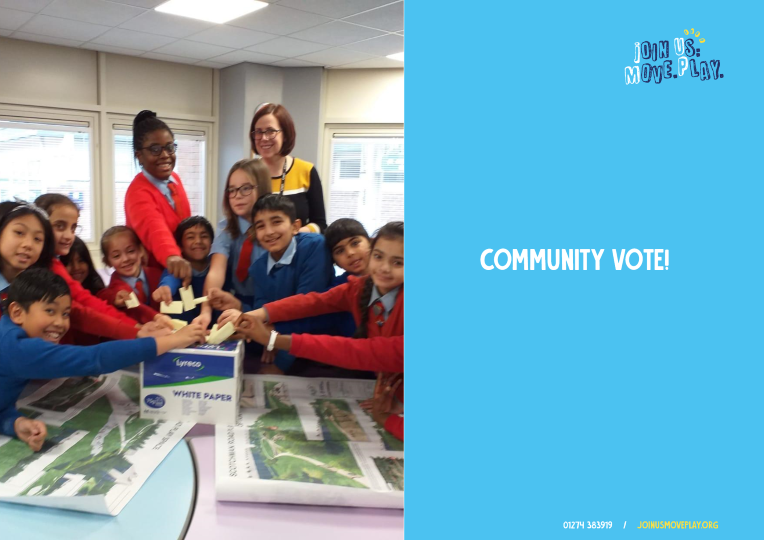 JOIN US:
MOVE. PLAY.
COMMUNITY VOTE!
Lyreco
WHITE PAPER
01274 383919 / JOINUSMOVEPLAY.ORG